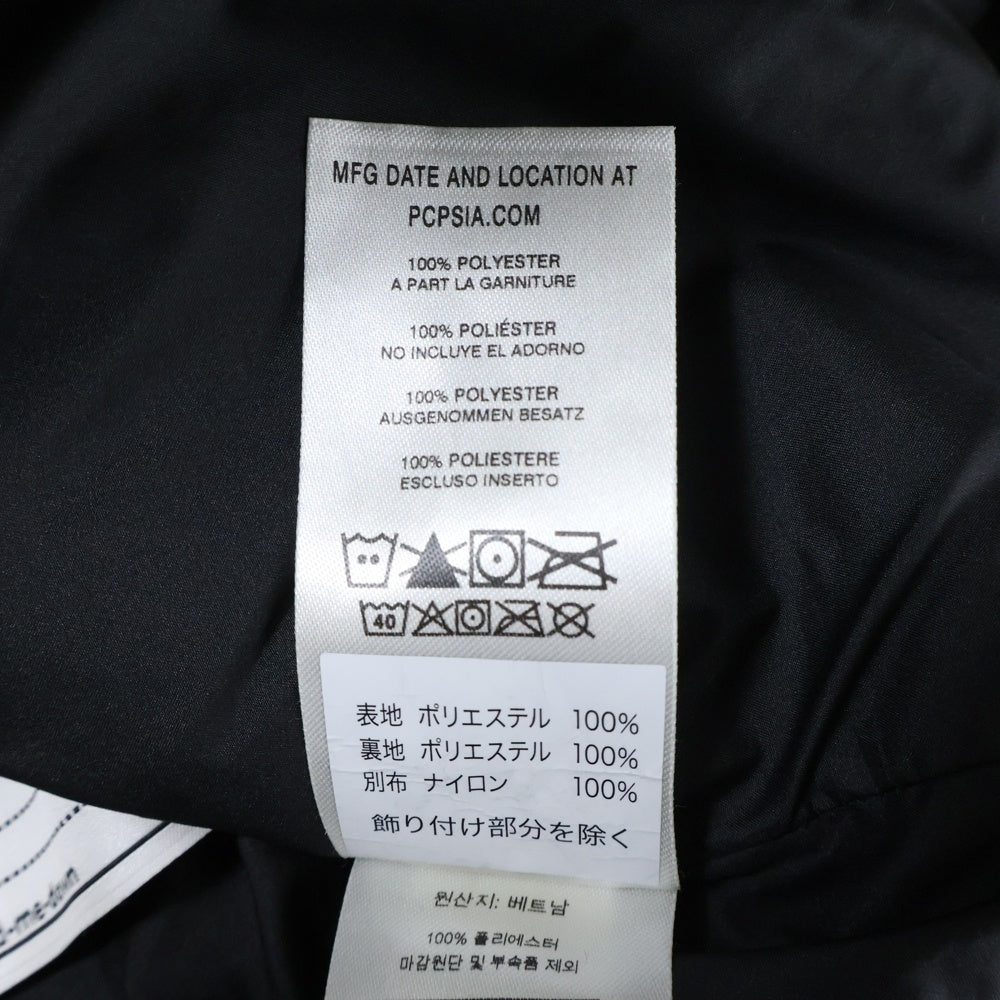 MFG DATE AND LOCATION AT
PCPSIA.COM
100% POLYESTER
A PART LA GARNITURE
100% POLIÉSTER
NO INCLUYE EL ADORNO
100% POLYESTER
AUSGENOMMEN BESATZ
100% POLIESTERE
ESCLUSO INSERTO
40
表地 ポリエステル 100%
裏地 ポリエステル 100%
別布 ナイロン 100%
飾り付け部分を除く
원산지: 베트남
100% 폴리에스터
마감원단 및 부속품 제외
-me-down